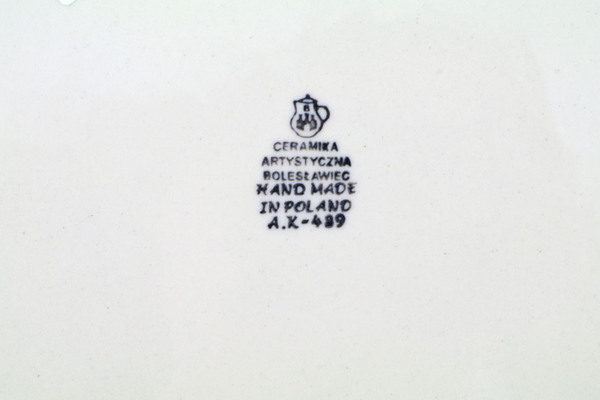 B
CERAMIKA
ARTYSTYCZNA
BOLESŁAWIEC
HAND MADE
IN POLAND
A.K-489